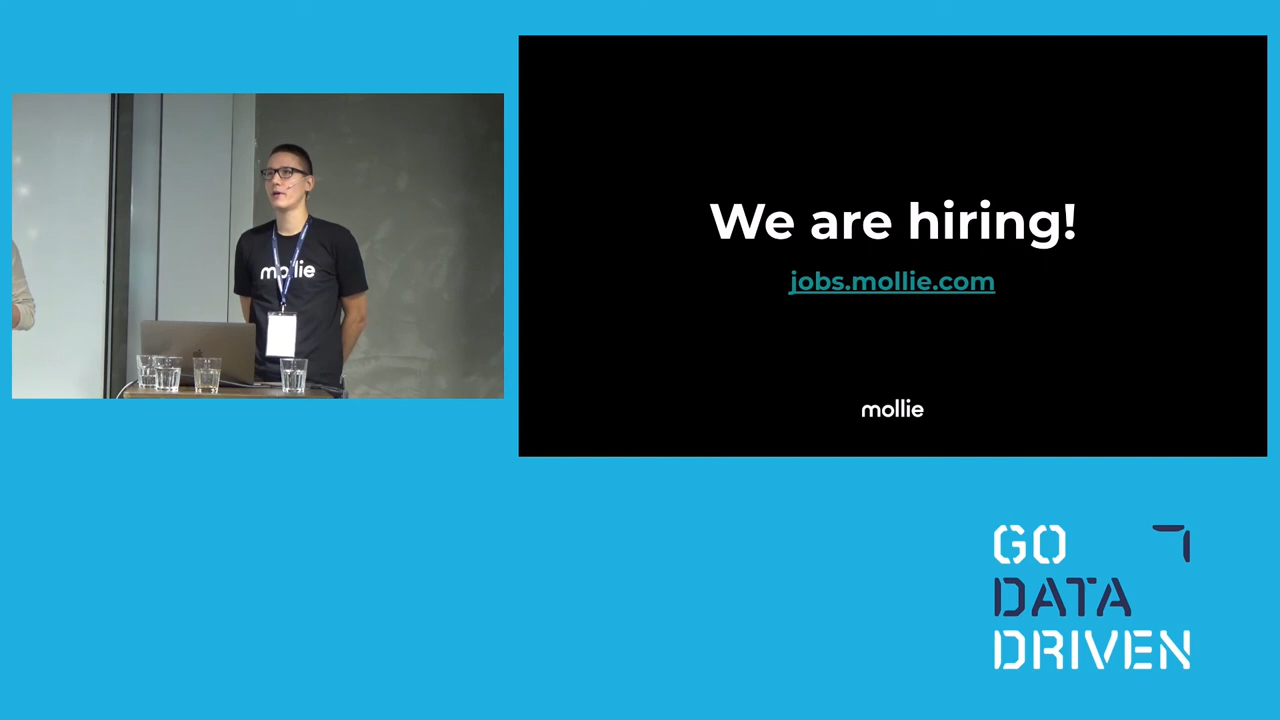 mollie
We are hiring!
jobs.mollie.com
mollie
GO
DATA
DRIVEN